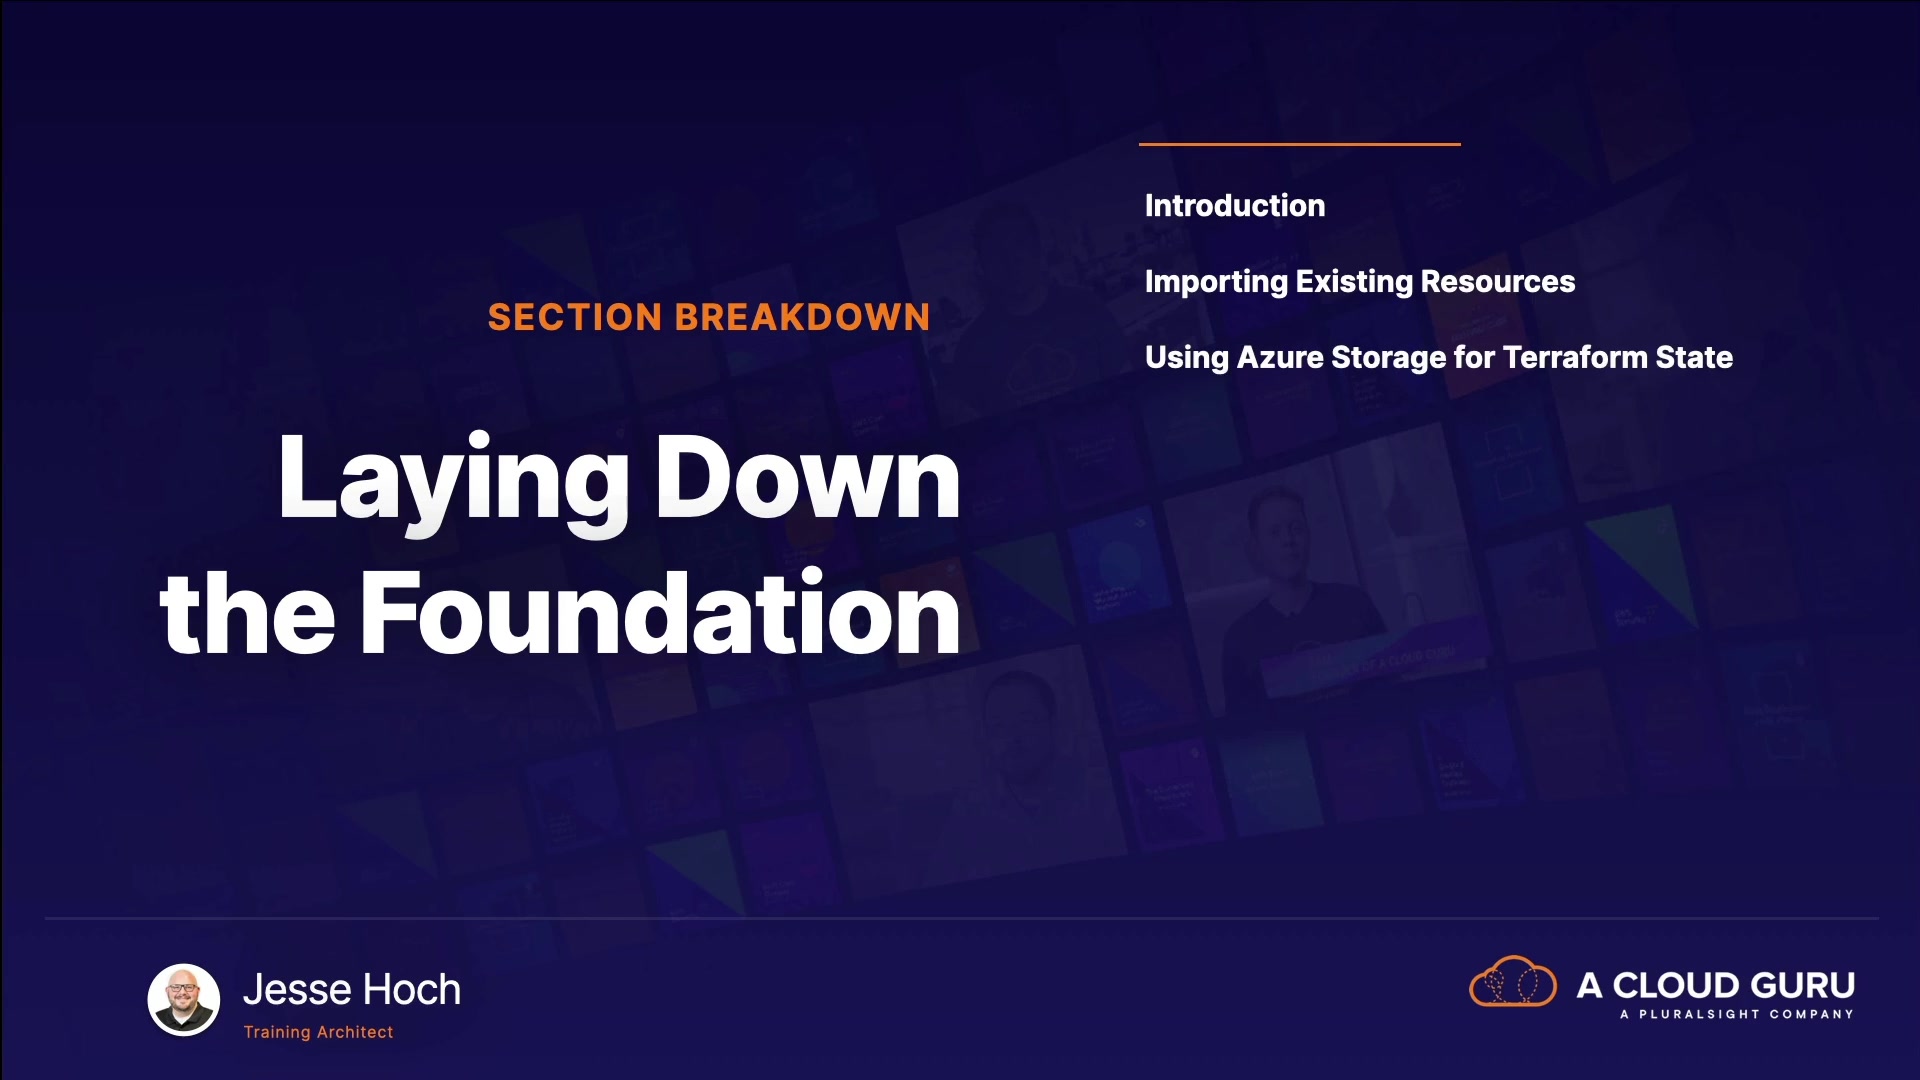 SECTION BREAKDOWN
Laying Down
the Foundation
Introduction
Importing Existing Resources
Using Azure Storage for Terraform State
Jesse Hoch
Training Architect
A CLOUD GURU
A PLURALSIGHT COMPANY